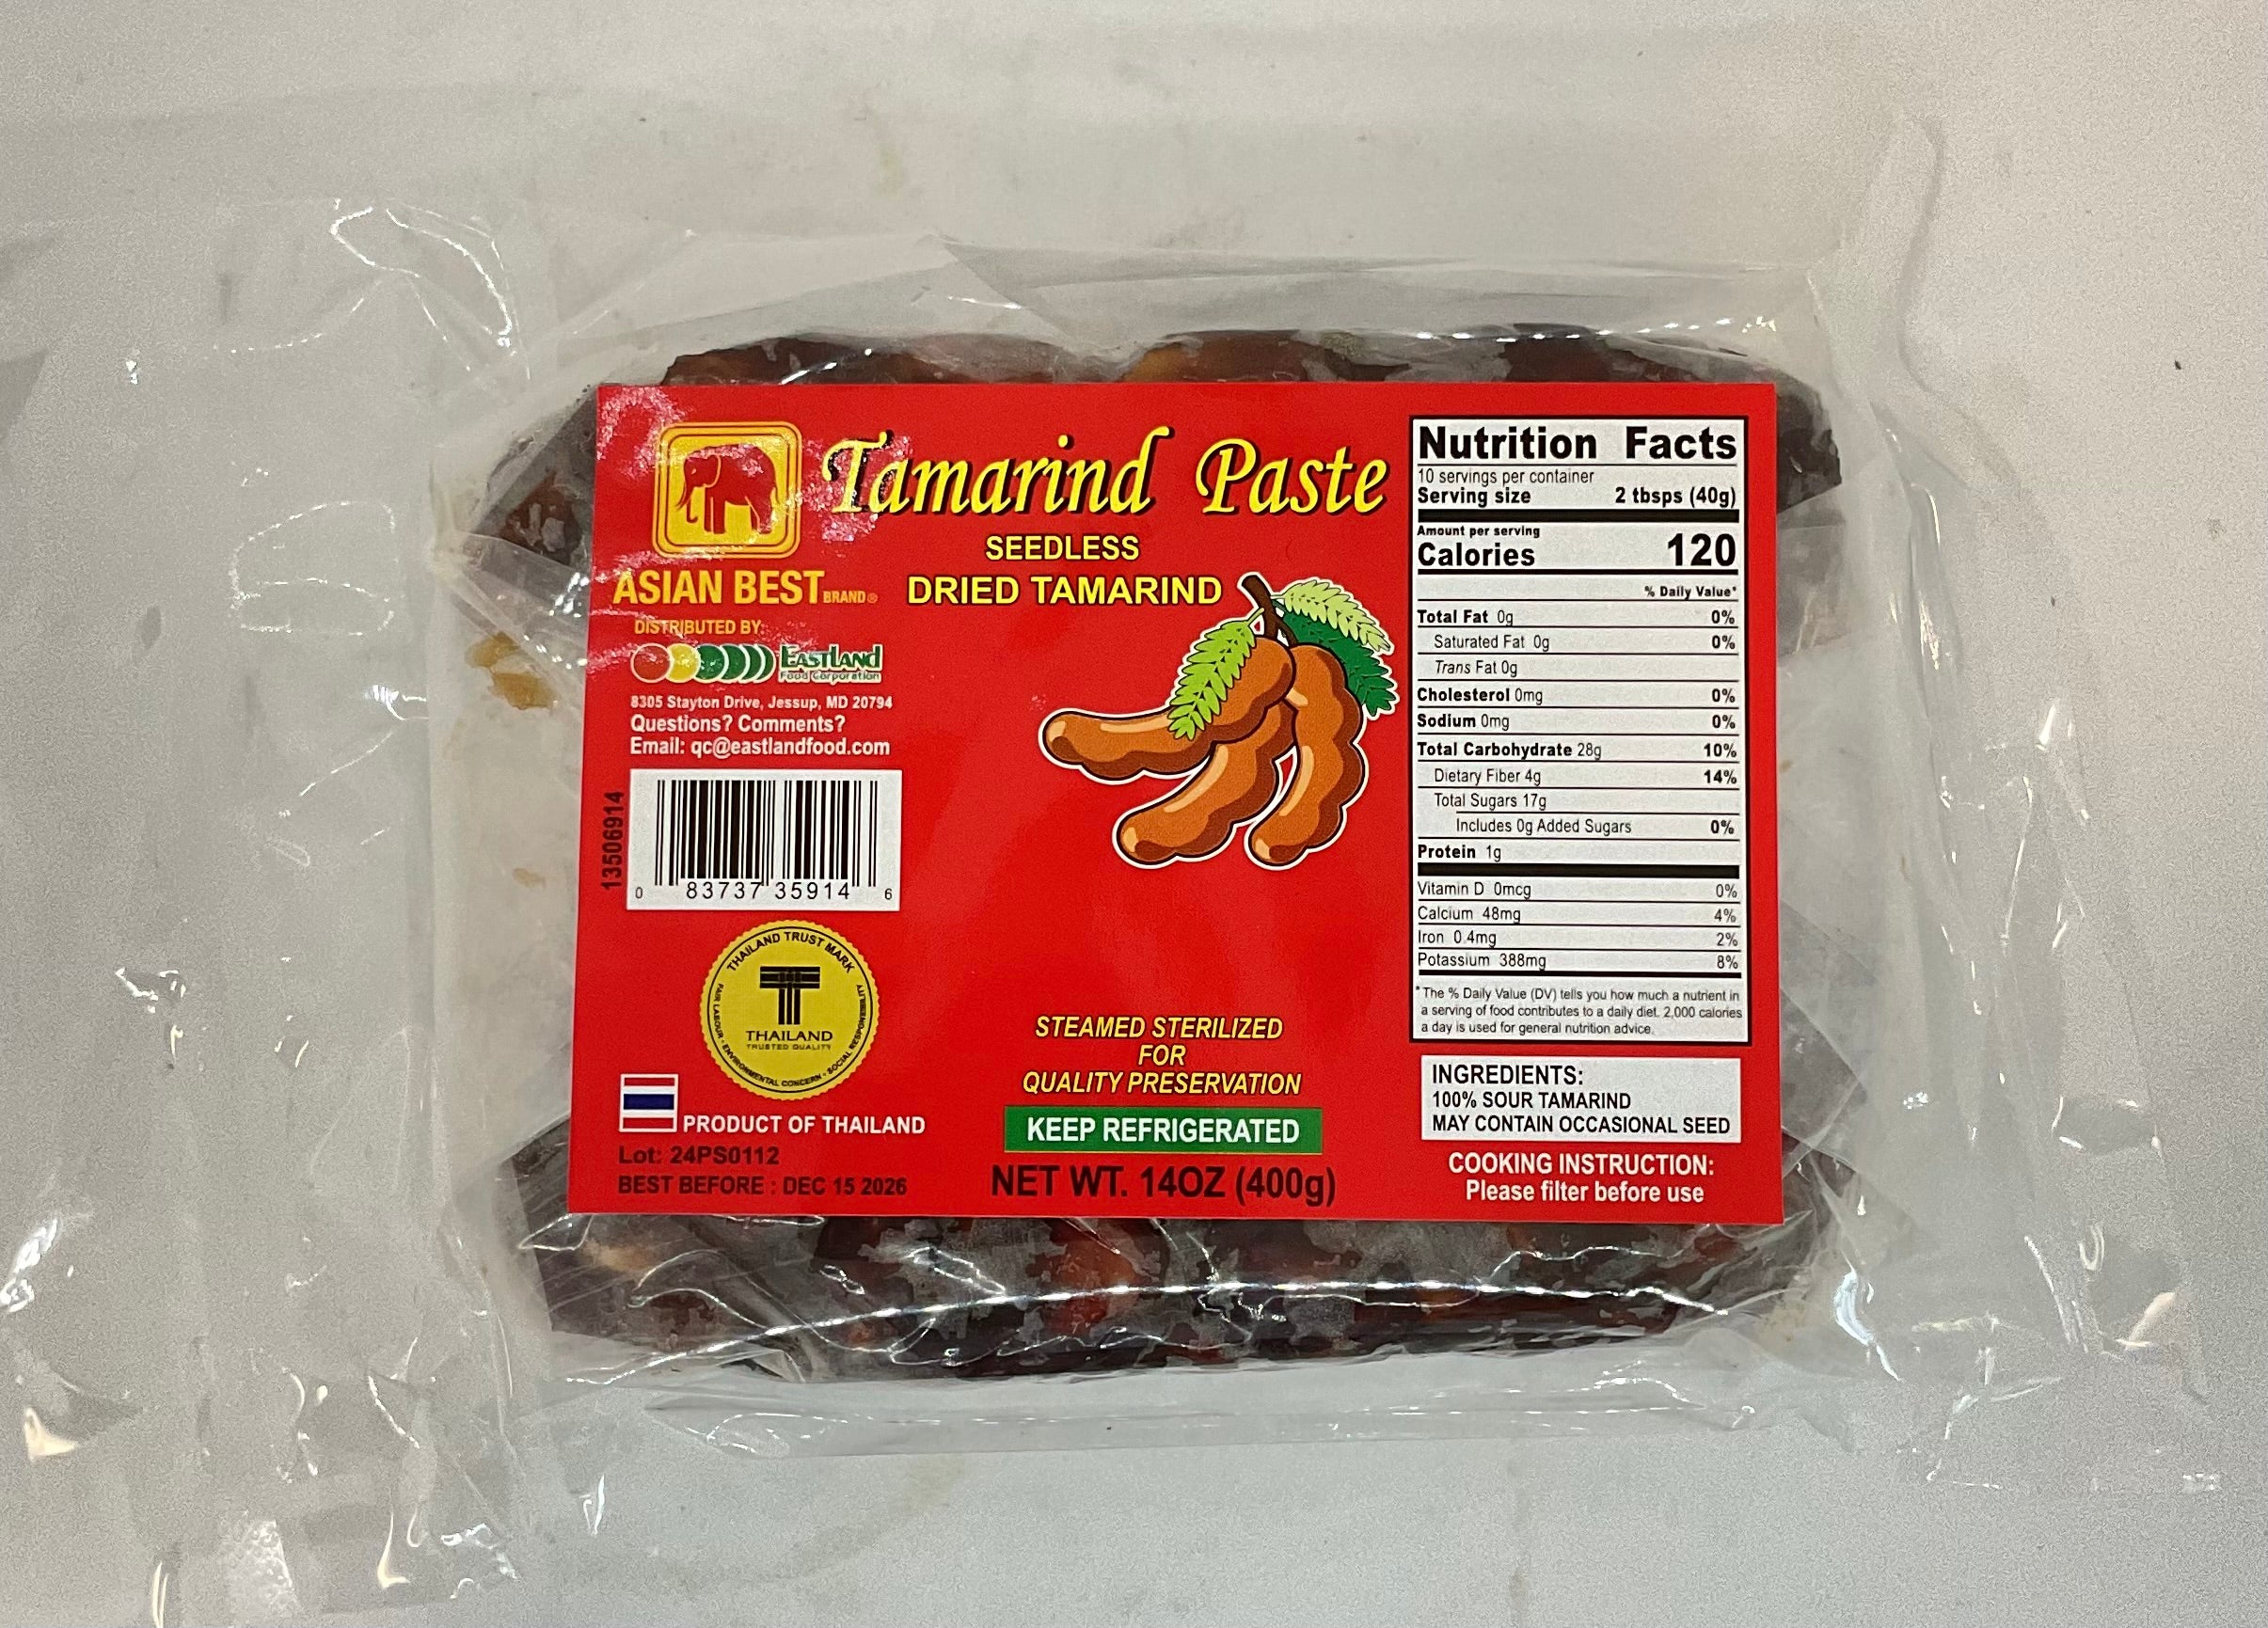 Tamarind Paste
SEEDLESS
DRIED TAMARIND
ASIAN BEST BRAND®
DISTRIBUTED BY:
EASTLAND
Food Corporation
8305 Stayton Drive, Jessup, MD 20794
Questions? Comments?
Email: qc@eastlandfood.com
13506914
0 83737 35914 6
THAILAND TRUST MARK
THAILAND
TRUSTED QUALITY
FAIR LABOUR - ENVIRONMENTAL CONCERN - SOCIAL RESPONSIBILITY
PRODUCT OF THAILAND
Lot: 24PS0112
BEST BEFORE : DEC 15 2026
STEAMED STERILIZED
FOR
QUALITY PRESERVATION
KEEP REFRIGERATED
NET WT. 14OZ (400g)
Nutrition Facts
10 servings per container
Serving size 2 tbsps (40g)
Amount per serving
Calories 120
% Daily Value*
Total Fat 0g 0%
Saturated Fat 0g 0%
Trans Fat 0g
Cholesterol 0mg 0%
Sodium 0mg 0%
Total Carbohydrate 28g 10%
Dietary Fiber 4g 14%
Total Sugars 17g
Includes 0g Added Sugars 0%
Protein 1g
Vitamin D 0mcg 0%
Calcium 48mg 4%
Iron 0.4mg 2%
Potassium 388mg 8%
*The % Daily Value (DV) tells you how much a nutrient in
a serving of food contributes to a daily diet. 2,000 calories
a day is used for general nutrition advice.
INGREDIENTS:
100% SOUR TAMARIND
MAY CONTAIN OCCASIONAL SEED
COOKING INSTRUCTION:
Please filter before use